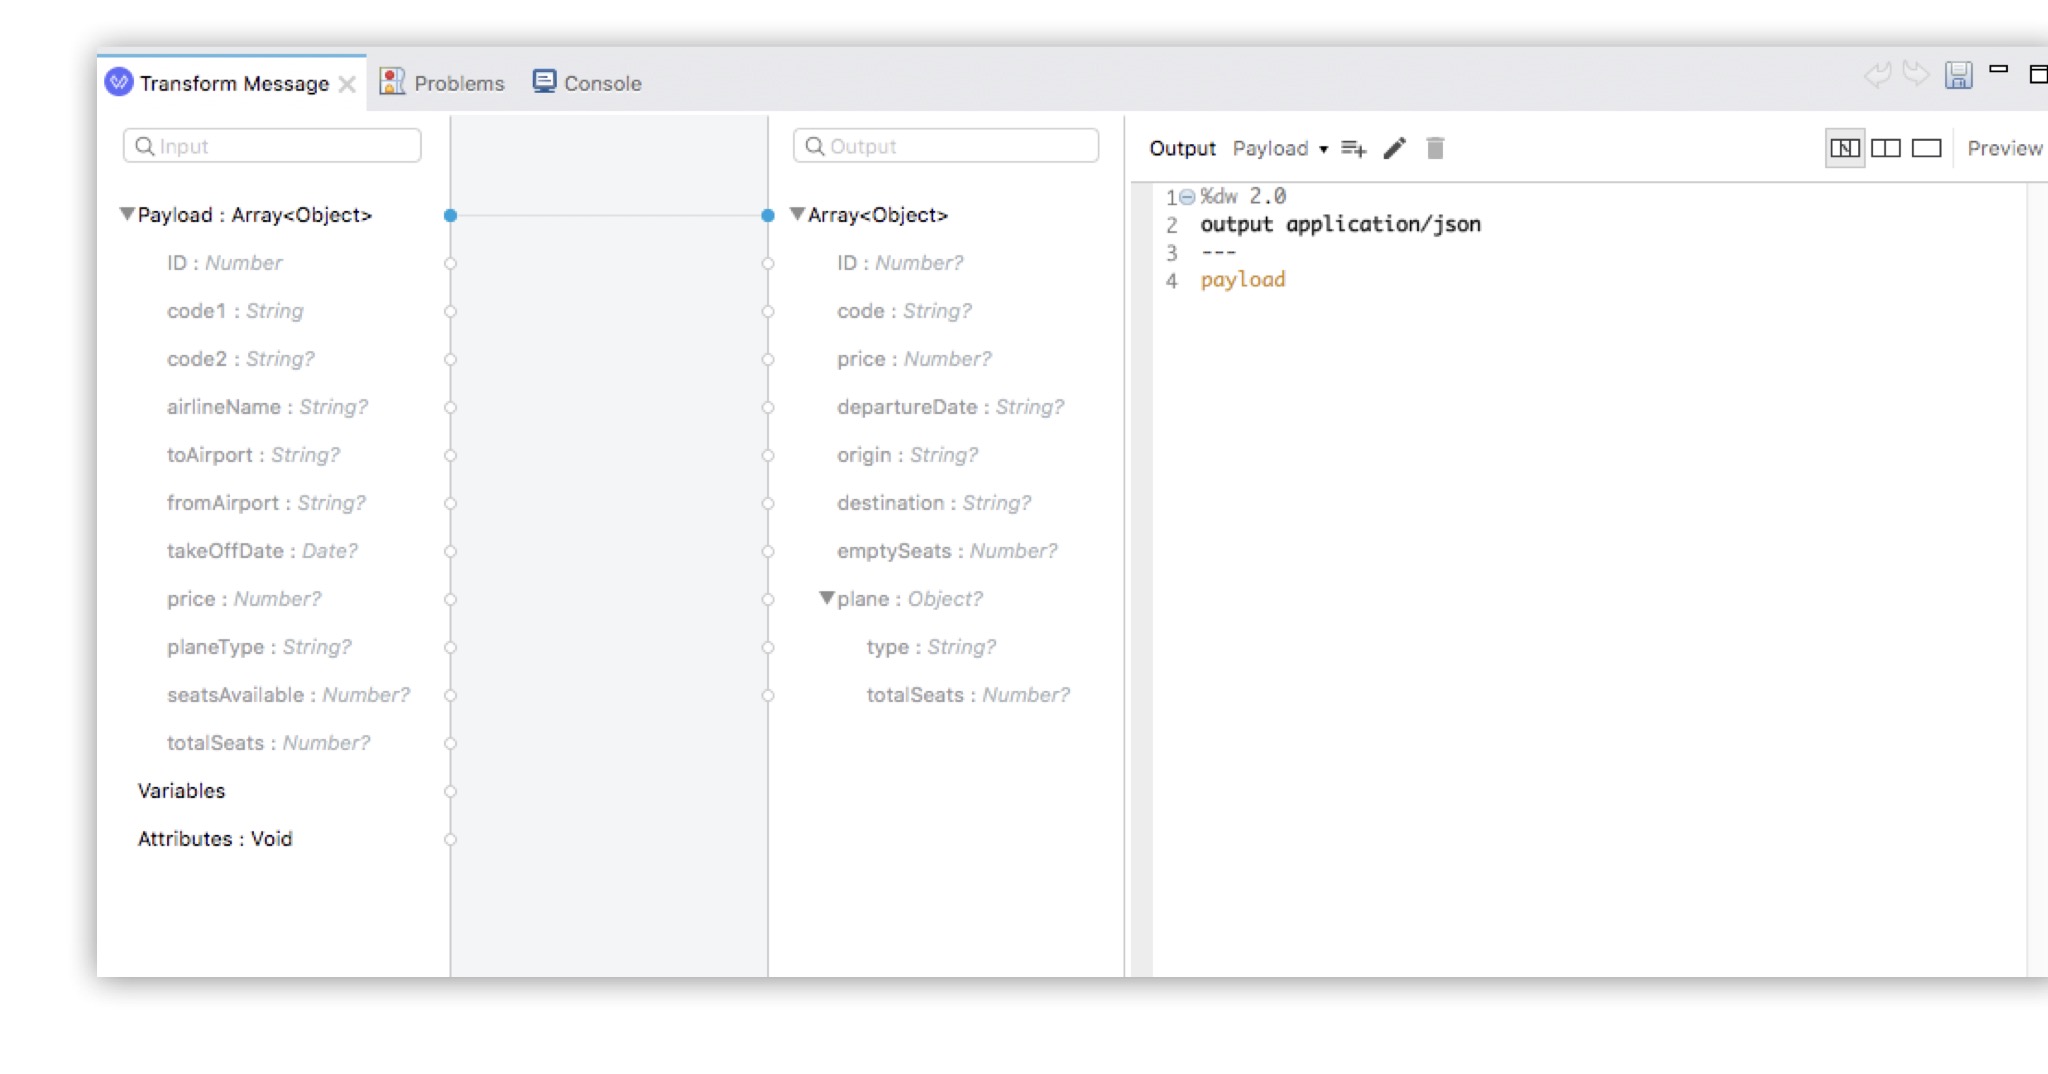 Transform Message Problems Console
Input
Payload : Array<Object>
ID : Number
code1 : String
code2 : String?
airlineName : String?
toAirport : String?
fromAirport : String?
takeOffDate : Date?
price : Number?
planeType : String?
seatsAvailable : Number?
totalSeats : Number?
Variables
Attributes : Void
Output
Array<Object>
ID : Number?
code : String?
price : Number?
departureDate : String?
origin : String?
destination : String?
emptySeats : Number?
plane : Object?
type : String?
totalSeats : Number?
Output Payload Preview
1 %dw 2.0
2 output application/json
3 ---
4 payload